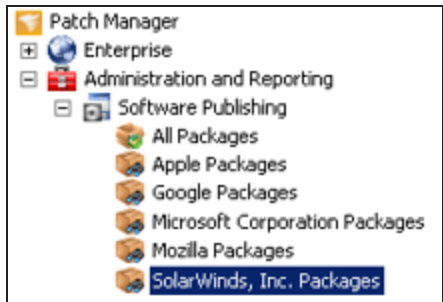 Patch Manager
Enterprise
Administration and Reporting
Software Publishing
All Packages
Apple Packages
Google Packages
Microsoft Corporation Packages
Mozilla Packages
SolarWinds, Inc. Packages